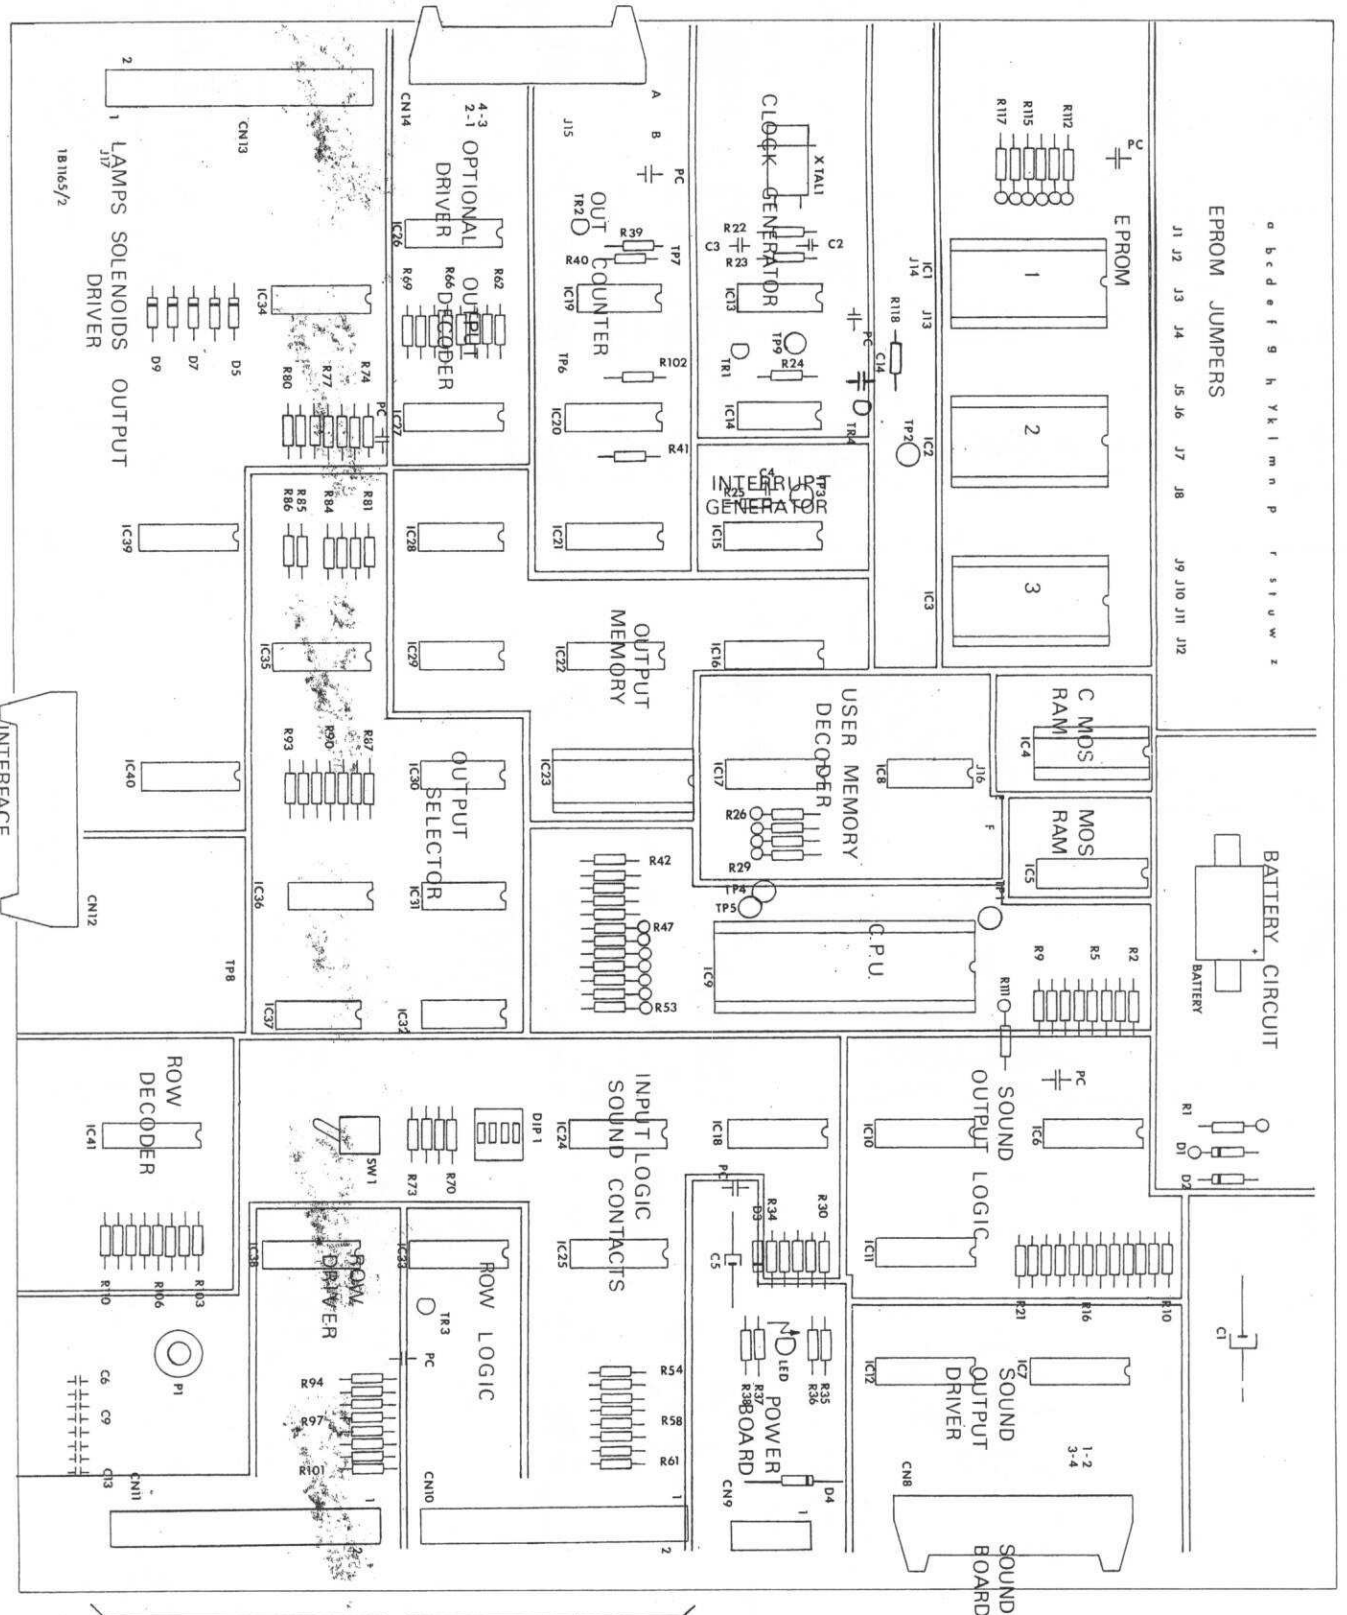 a b c d e f g h Y k l m n p r s t u w z
EPROM JUMPERS
J1 J2 J3 J4 J5 J6 J7 J8 J9 J10 J11 J12
BATTERY CIRCUIT
BATTERY
+
R1
D1
D2
C1
PC
R112
R115
R117
EPROM
1
2
3
IC1
IC2
IC3
J14
J13
R118
TP2
C MOS
RAM
IC4
MOS
RAM
IC5
J16
F
R2
R5
R9
R111
CLOCK GENERATOR
XTAL1
R22
C3
C2
R23
IC13
PC
C14
TP9
TR1
R24
IC14
TR4
INTERRUPT
GENERATOR
C4
R25
TP3
IC15
IC16
USER MEMORY
DECODER
IC17
IC8
R26
R29
TP4
TP5
TP1
C.P.U.
IC9
A
B
J15
PC
OUT
COUNTER
TR2
R39
TP7
R40
IC19
TP6
R102
IC20
R41
IC21
OUTPUT
MEMORY
IC22
IC23
R42
R47
R53
CN14
4-3
2-1
OPTIONAL
DRIVER
IC26
R69
R66
R62
OUTPUT
DECODER
IC27
IC28
IC29
OUTPUT
SELECTOR
IC30
IC31
IC32
2
1
CN13
1B1165/2
J17
LAMPS SOLENOIDS OUTPUT
DRIVER
IC34
D9
D7
D5
R80
R77
R74
PC
R86
R85
R84
R81
IC39
IC35
R93
R90
R87
IC40
IC36
IC37
INTERFACE
CN12
TP8
ROW
DECODER
IC41
R110
R106
R103
P1
C6
C9
C13
CN11
1
2
SW1
R73
R70
DIP1
IC38
ROW
DRIVER
R94
R97
R101
IC33
ROW LOGIC
TR3
PC
CN10
1
2
INPUT LOGIC
SOUND CONTACTS
IC24
IC25
R54
R58
R61
IC18
PC
C5
D3
R34
R30
LED
R38
R37
R36
R35
POWER
BOARD
CN9
D4
1
SOUND
OUTPUT LOGIC
PC
IC10
IC6
IC11
R21
R16
R10
IC12
IC7
SOUND
OUTPUT
DRIVER
1-2
3-4
CN8
SOUND
BOARD